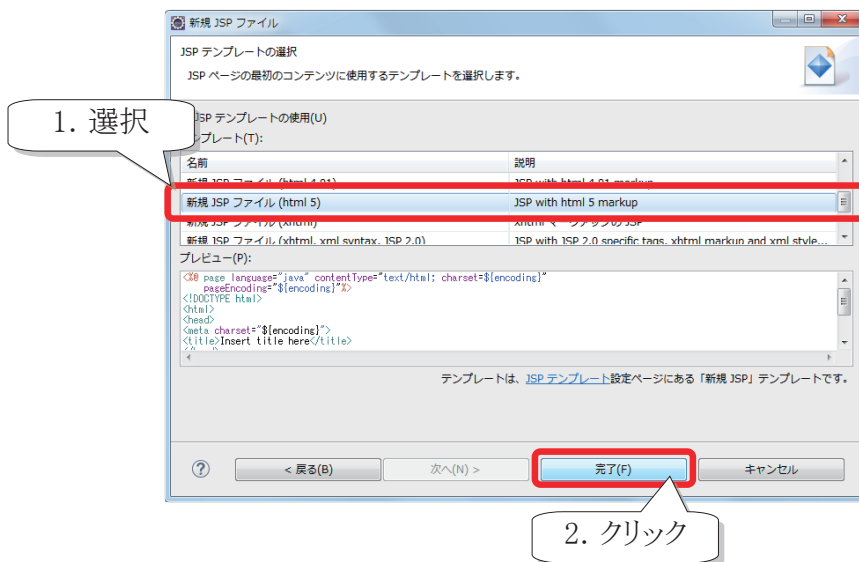 新規 JSP ファイル
JSP テンプレートの選択
JSP ページの最初のコンテンツに使用するテンプレートを選択します。
1. 選択
JSP テンプレートの使用(U)
ンプレート(T):
名前 説明
新規 JSP ファイル (html 4.01) JSP with html 4.01 markup
新規 JSP ファイル (html 5) JSP with html 5 markup
新規 JSP ファイル (xhtml) xhtml マークアップの JSP
新規 JSP ファイル (xhtml, xml syntax, JSP 2.0) JSP with JSP 2.0 specific tags, xhtml markup and xml style...
プレビュー(P):
<%@ page language="java" contentType="text/html; charset=${encoding}"
pageEncoding="${encoding}"%>
<!DOCTYPE html>
<html>
<head>
<meta charset="${encoding}">
<title>Insert title here</title>
テンプレートは、JSP テンプレート設定ページにある「新規 JSP」テンプレートです。
< 戻る(B) 次へ(N) > 完了(F) キャンセル
2. クリック